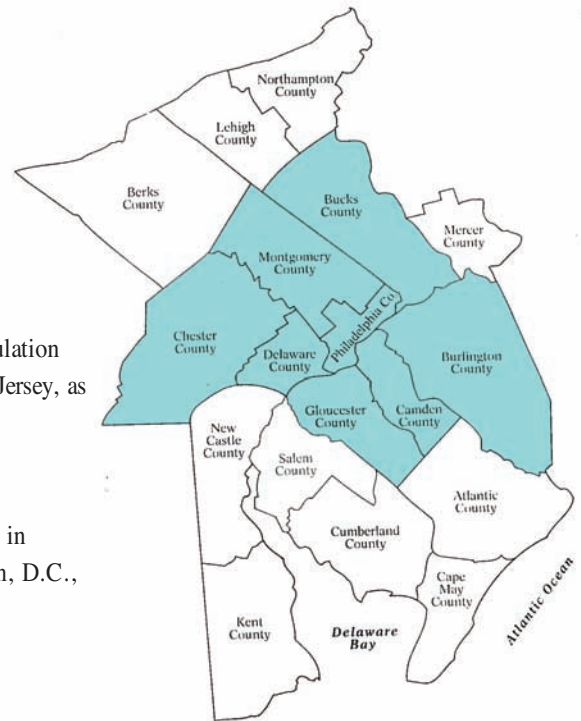 Northampton
County
Lehigh
County
Berks
County
Bucks
County
Mercer
County
Montgomery
County
Philadelphia Co.
Chester
County
Delaware
County
Burlington
County
Gloucester
County
Camden
County
New
Castle
County
Salem
County
Atlantic
County
Cumberland
County
Cape
May
County
Kent
County
Delaware
Bay
Atlantic Ocean
ulation
Jersey, as
in
n, D.C.,